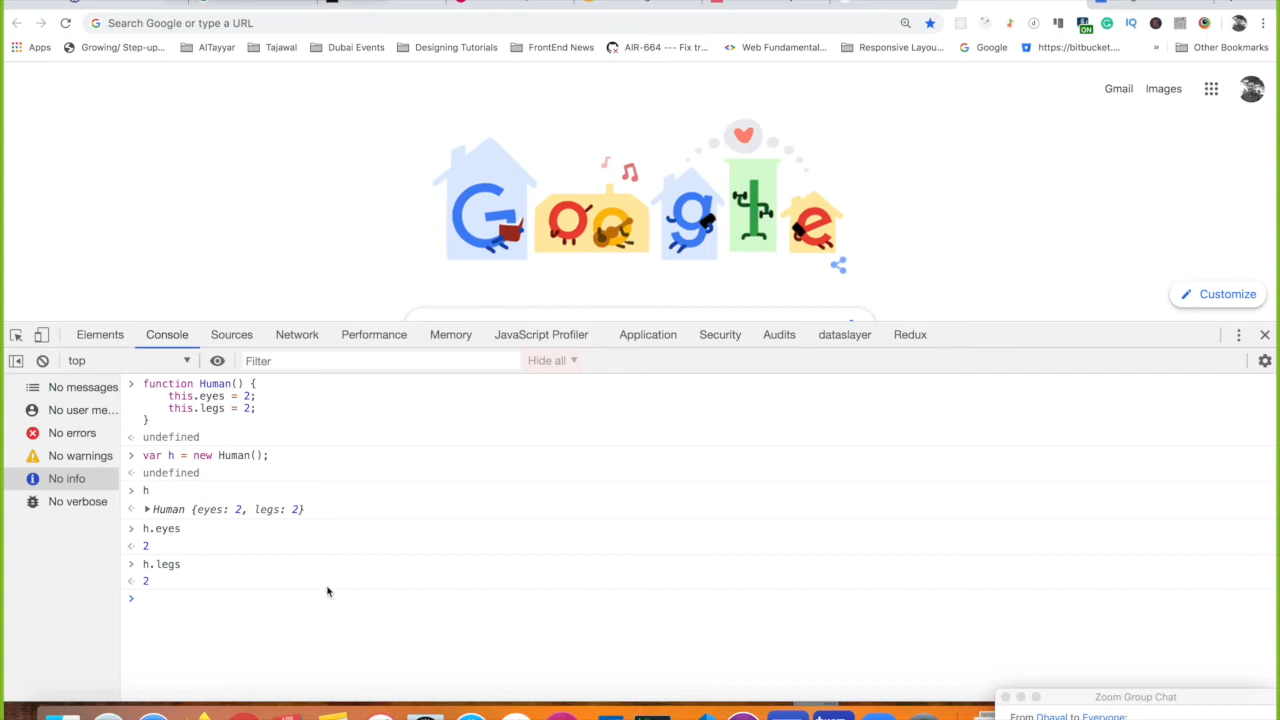 Search Google or type a URL
ON
IQ
Apps
Growing/ Step-up...
AlTayyar
Tajawal
Dubai Events
Designing Tutorials
FrontEnd News
AIR-664 --- Fix tr...
Web Fundamental...
Responsive Layou...
Google
https://bitbucket....
»
Other Bookmarks
Gmail
Images
Google
Customize
Elements
Console
Sources
Network
Performance
Memory
JavaScript Profiler
Application
Security
Audits
dataslayer
Redux
top
Filter
Hide all
No messages
No user me...
No errors
No warnings
No info
No verbose
> function Human() {
this.eyes = 2;
this.legs = 2;
}
undefined
> var h = new Human();
undefined
> h
Human {eyes: 2, legs: 2}
> h.eyes
2
> h.legs
2
>
Zoom Group Chat
From Dhaval to Everyone: